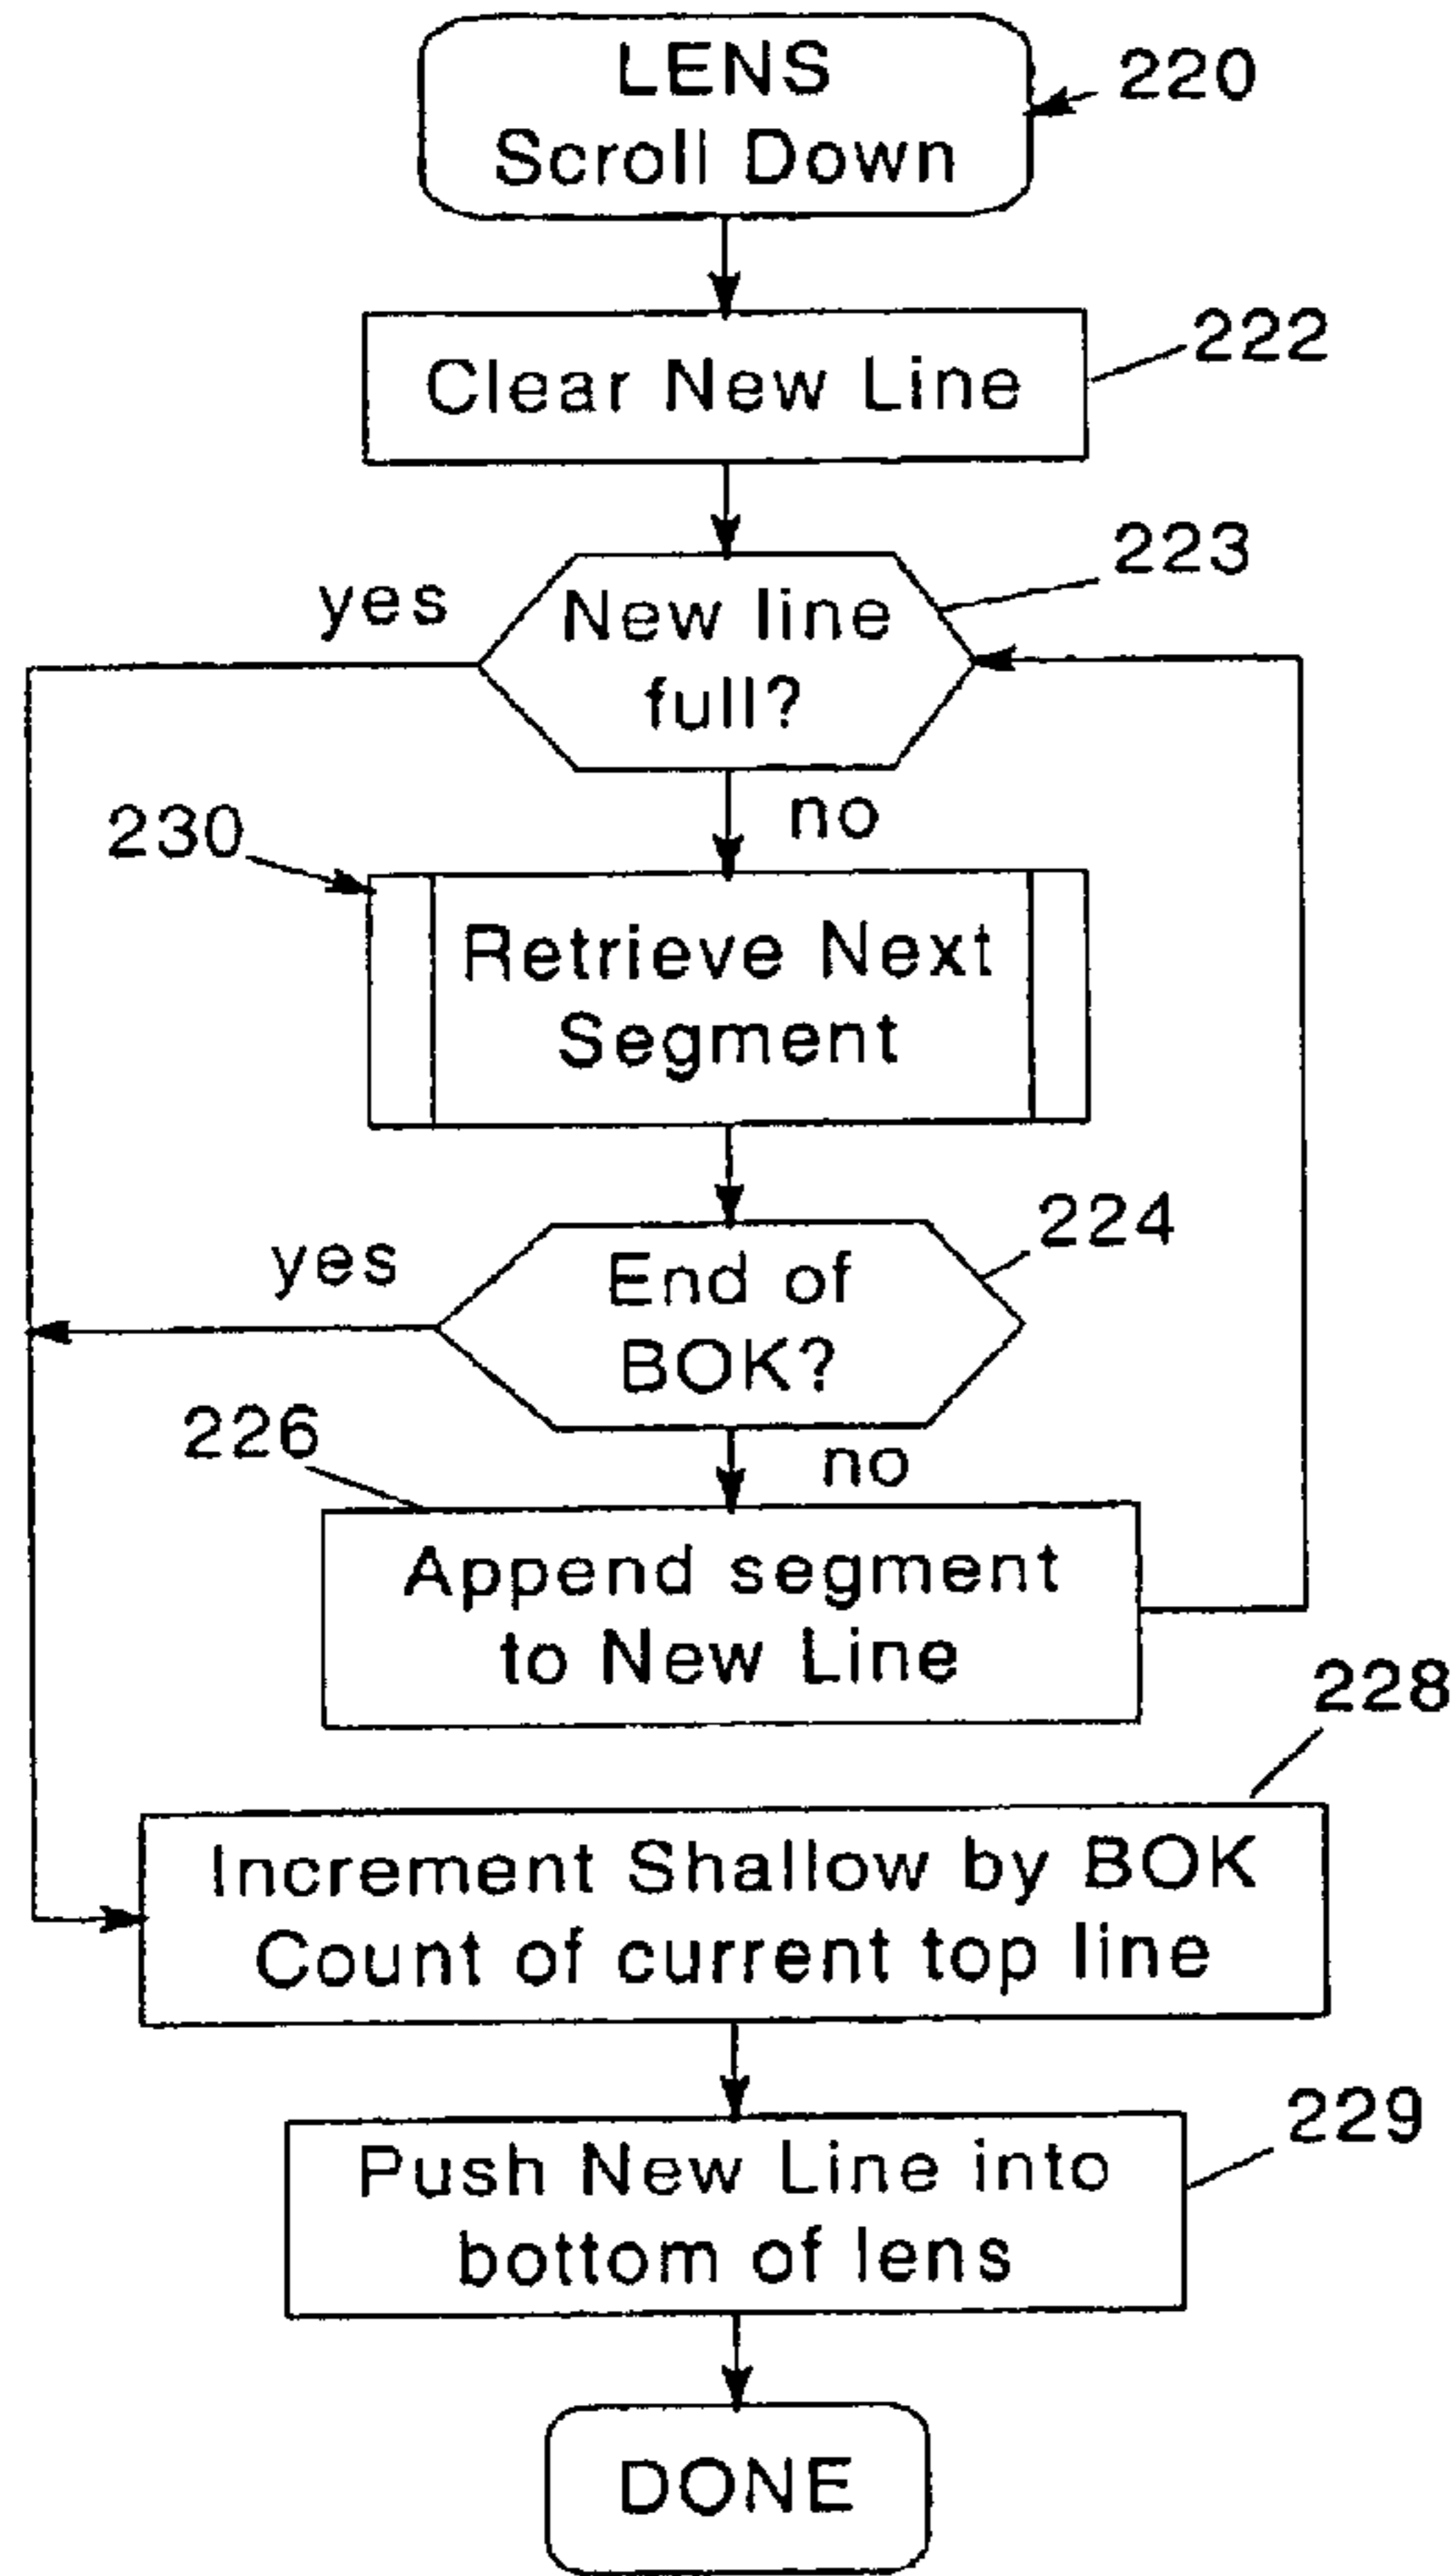 LENS
Scroll Down
220
Clear New Line
222
223
yes
New line
full?
no
230
Retrieve Next
Segment
224
yes
End of
BOK?
no
226
Append segment
to New Line
228
Increment Shallow by BOK
Count of current top line
229
Push New Line into
bottom of lens
DONE